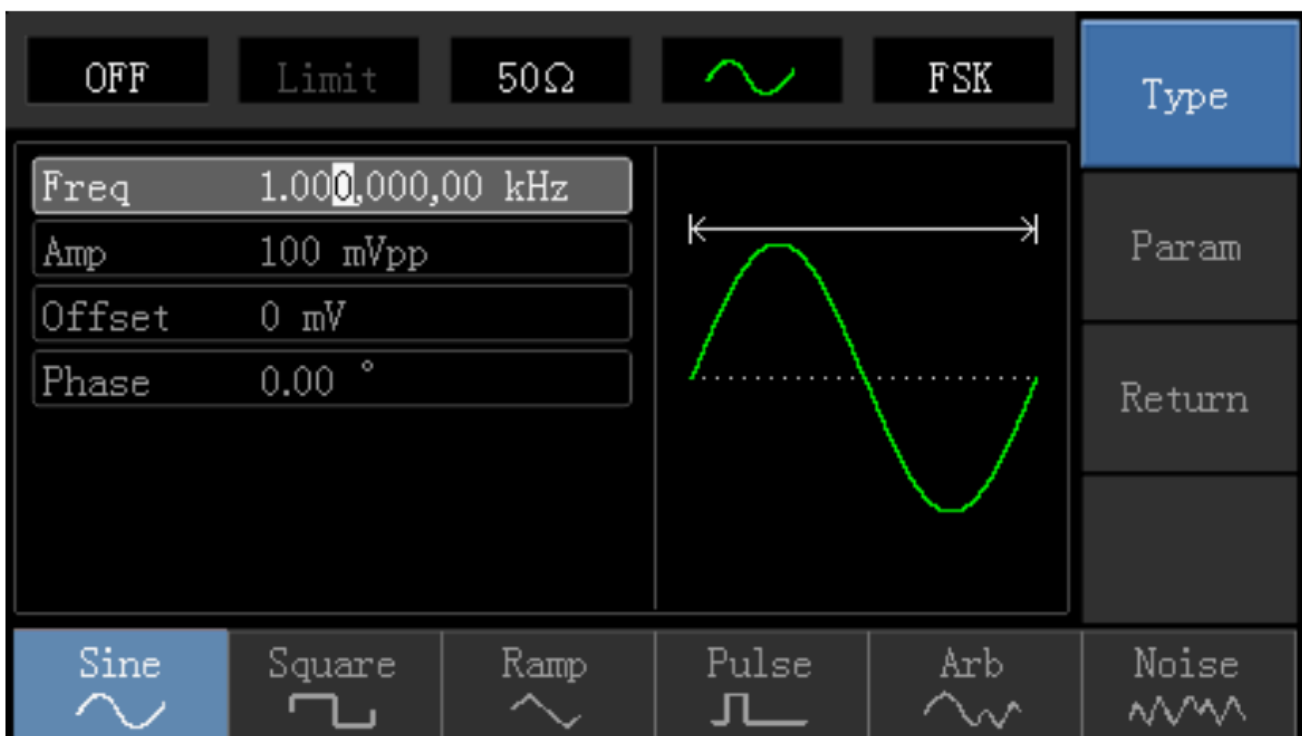 OFF Limit 50Ω FSK
Type
Freq 1.000,000,00 kHz
Amp 100 mVpp
Offset 0 mV
Phase 0.00 °
Param
Return
Sine Square Ramp Pulse Arb Noise